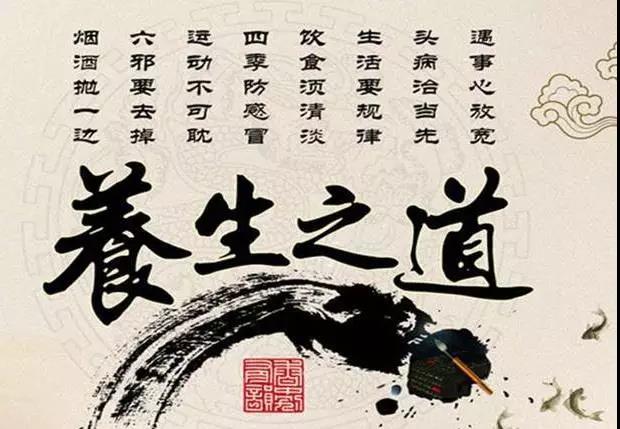 遇事心放宽
头病治当先
生活要规律
饮食须清淡
四季防感冒
运动不可耽
六邪要去掉
烟酒抛一边
養生之道